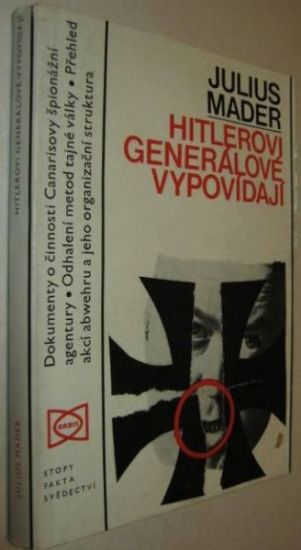 JULIUS MADER
HITLEROVI GENERÁLOVÉ VYPOVÍDAJÍ
JULIUS
MADER
HITLEROVI
GENERÁLOVÉ
VYPOVÍDAJÍ
Dokumenty o činnosti Canarisovy špionážní
agentury • Odhalení metod tajné války • Přehled
akcí abwehru a jeho organizační struktura
ORBIS
STOPY
FAKTA
SVĚDECTVÍ